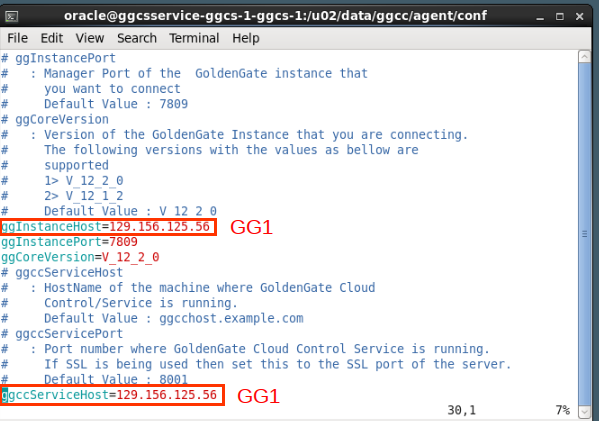 oracle@ggcsservice-ggcs-1-ggcs-1:/u02/data/ggcc/agent/conf
File Edit View Search Terminal Help
# ggInstancePort
#   : Manager Port of the  GoldenGate instance that
#     you want to connect
#     Default Value : 7809
# ggCoreVersion
#   : Version of the GoldenGate Instance that you are connecting.
#     The following versions with the values as bellow are
#     supported
#     1> V_12_2_0
#     2> V_12_1_2
#     Default Value : V_12_2_0
ggInstanceHost=129.156.125.56 GG1
ggInstancePort=7809
ggCoreVersion=V_12_2_0
# ggccServiceHost
#   : HostName of the machine where GoldenGate Cloud
#     Control/Service is running.
#     Default Value : ggcchost.example.com
# ggccServicePort
#   : Port number where GoldenGate Cloud Control Service is running.
#     If SSL is being used then set this to the SSL port of the server.
#     Default Value : 8001
ggccServiceHost=129.156.125.56 GG1
30,1 7%